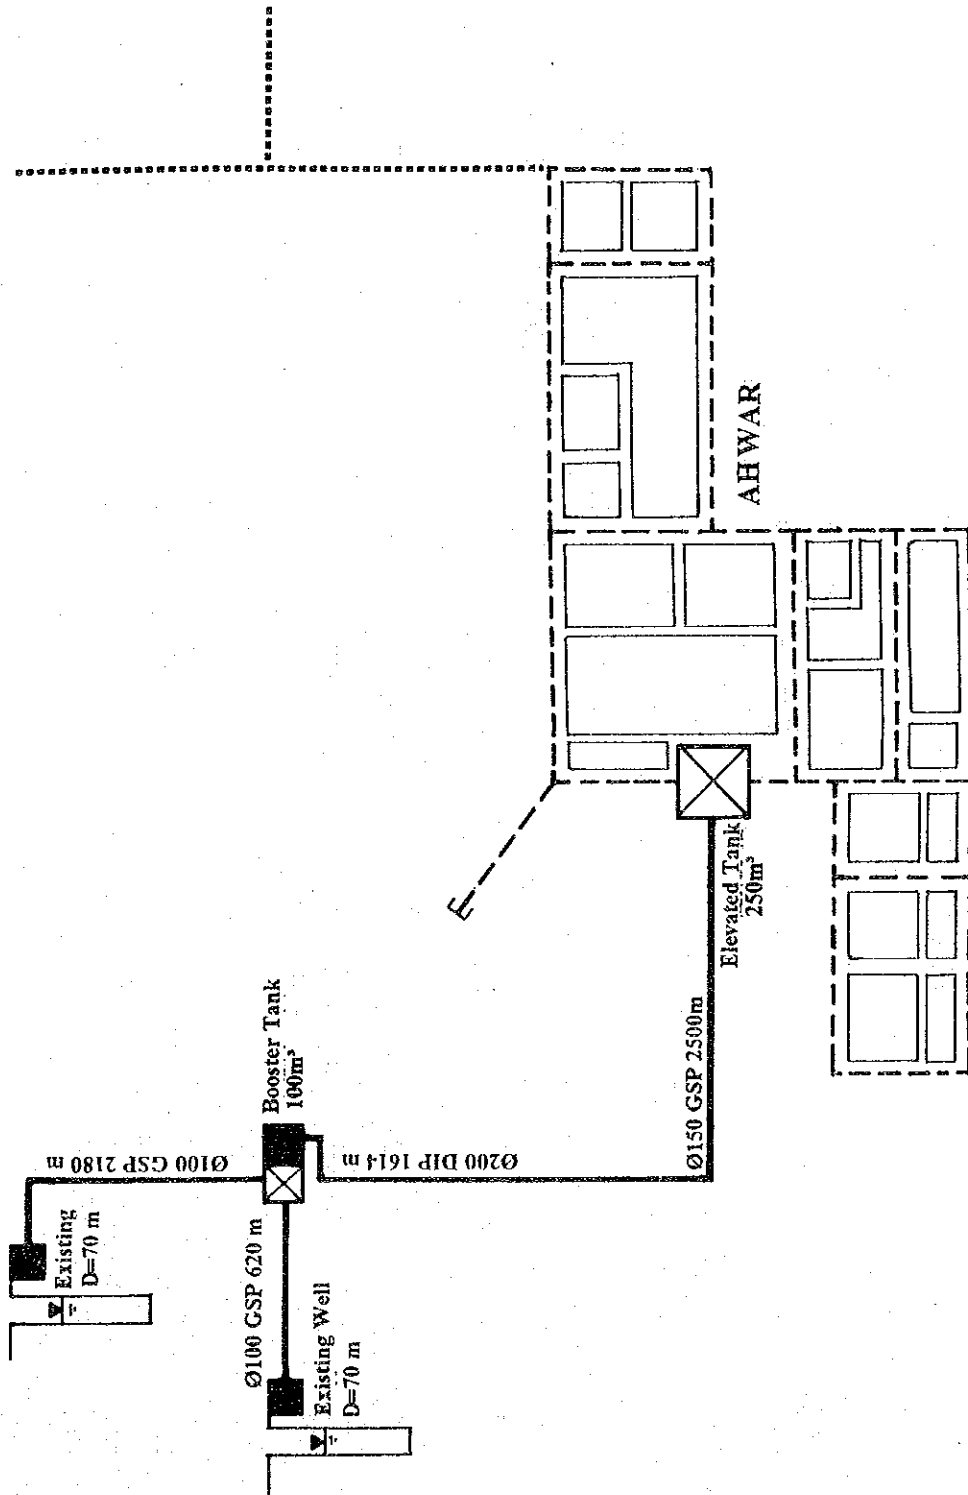 Existing
D=70 m
Ø100 GSP 2180 m
Ø100 GSP 620 m
Existing Well
D=70 m
Booster Tank
100m³
Ø200 DIP 1614 m
Ø150 GSP 2500m
Elevated Tank
250m³
AHWAR